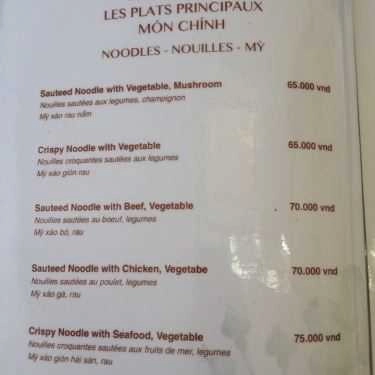 LES PLATS PRINCIPAUX
MÓN CHÍNH
NOODLES - NOUILLES - MỲ
Sauteed Noodle with Vegetable, Mushroom 65.000 vnd
Nouilles sautées aux legumes, champignon
Mỳ xào rau nấm
Crispy Noodle with Vegetable 65.000 vnd
Nouilles croquantes sautées aux legumes
Mỳ xào giòn rau
Sauteed Noodle with Beef, Vegetable 70.000 vnd
Nouilles sautées au bœuf, legumes
Mỳ xào bò, rau
Sauteed Noodle with Chicken, Vegetabe 70.000 vnd
Nouilles sautées au poulet, legumes
Mỳ xào gà, rau
Crispy Noodle with Seafood, Vegetable 75.000 vnd
Nouilles croquantes sautées aux fruits de mer, legumes
Mỳ xào giòn hải sản, rau